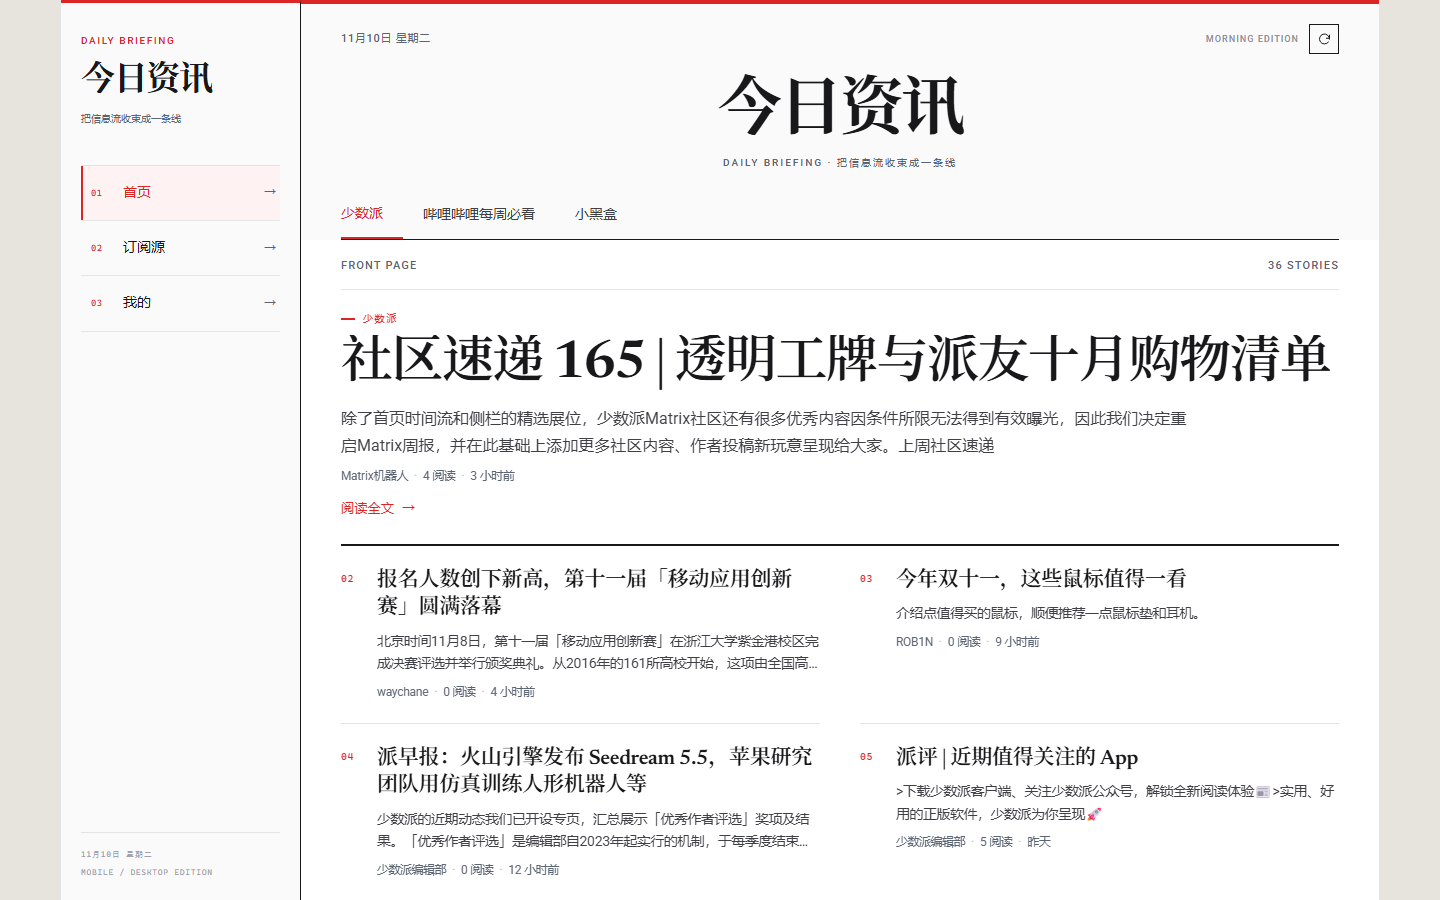 DAILY BRIEFING
今日资讯
把信息流收束成一条线
01 首页 →
02 订阅源 →
03 我的 →
11月10日 星期二
MOBILE / DESKTOP EDITION
11月10日 星期二
MORNING EDITION
今日资讯
DAILY BRIEFING · 把信息流收束成一条线
少数派 哔哩哔哩每周必看 小黑盒
FRONT PAGE
36 STORIES
少数派
社区速递 165 | 透明工牌与派友十月购物清单
除了首页时间流和侧栏的精选展位，少数派Matrix社区还有很多优秀内容因条件所限无法得到有效曝光，因此我们决定重
启Matrix周报，并在此基础上添加更多社区内容、作者投稿新玩意呈现给大家。上周社区速递
Matrix机器人 · 4 阅读 · 3 小时前
阅读全文 →
02 报名人数创下新高，第十一届「移动应用创新
赛」圆满落幕
北京时间11月8日，第十一届「移动应用创新赛」在浙江大学紫金港校区完
成决赛评选并举行颁奖典礼。从2016年的161所高校开始，这项由全国高...
waychane · 0 阅读 · 4 小时前
03 今年双十一，这些鼠标值得一看
介绍点值得买的鼠标，顺便推荐一点鼠标垫和耳机。
ROB1N · 0 阅读 · 9 小时前
04 派早报：火山引擎发布 Seedream 5.5，苹果研究
团队用仿真训练人形机器人等
少数派的近期动态我们已开设专页，汇总展示「优秀作者评选」奖项及结
果。「优秀作者评选」是编辑部自2023年起实行的机制，于每季度结束...
少数派编辑部 · 0 阅读 · 12 小时前
05 派评 | 近期值得关注的 App
>下载少数派客户端、关注少数派公众号，解锁全新阅读体验📰 >实用、好
用的正版软件，少数派为你呈现🚀
少数派编辑部 · 5 阅读 · 昨天